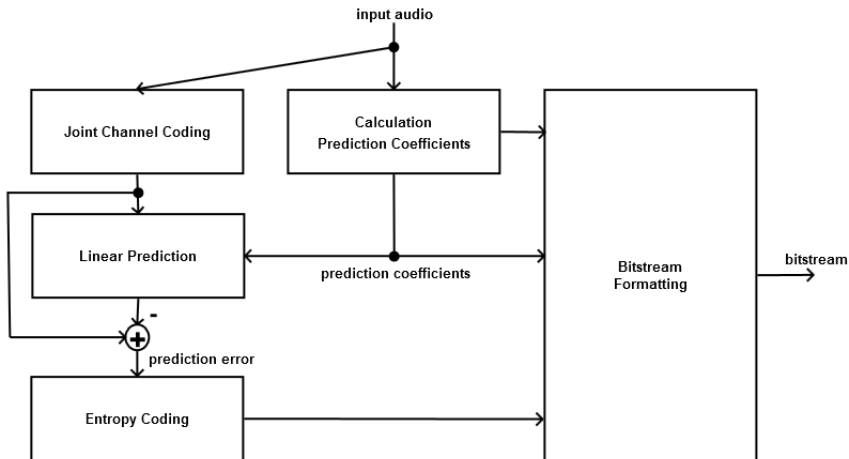 input audio
Joint Channel Coding
Calculation
Prediction Coefficients
Linear Prediction
prediction coefficients
Bitstream
Formatting
bitstream
-
+
prediction error
Entropy Coding